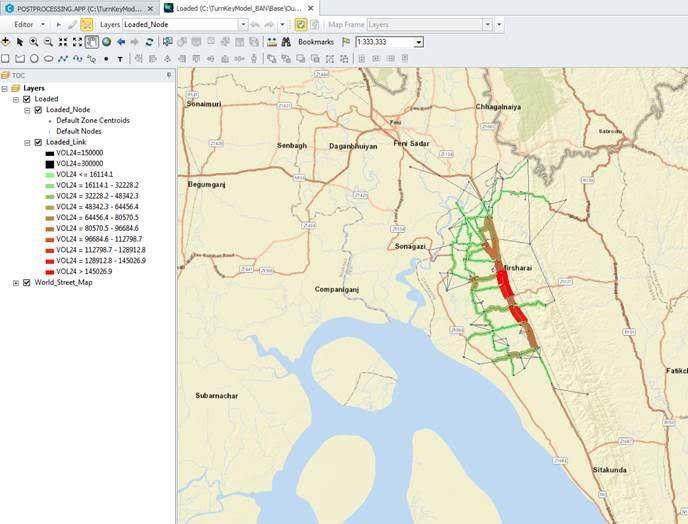 POSTPROCESSING.APP (C:\TurnKeyMod...
Loaded (C:\TurnKeyModel_BAN\Base\Ou...
Editor
Layers
Loaded_Node
Map Frame
Layers
Bookmarks
1:333,333
TOC
Layers
Loaded
Loaded_Node
Default Zone Centroids
Default Nodes
Loaded_Link
VOL24=150000
VOL24=300000
VOL24 <= 16114.1
VOL24 = 16114.1 - 32228.2
VOL24 = 32228.2 - 48342.3
VOL24 = 48342.3 - 64456.4
VOL24 = 64456.4 - 80570.5
VOL24 = 80570.5 - 96684.6
VOL24 = 96684.6 - 112798.7
VOL24 = 112798.7 - 128912.8
VOL24 = 128912.8 - 145026.9
VOL24 > 145026.9
World_Street_Map
Sonaimuri
Chhagalnaiya
Feni
Sabroom
Senbagh
Daganbhuiyan
Feni Sadar
Begumganj
Sonagazi
Mirsharai
Companiganj
Subarnachar
Fatikch
Sitakunda